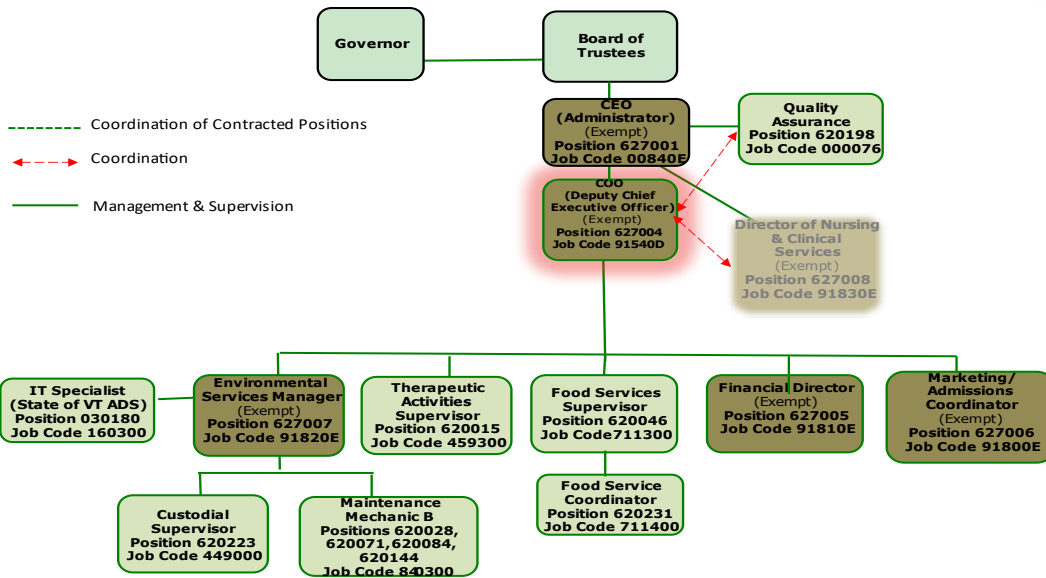 Governor
Board of
Trustees
CEO
(Administrator)
(Exempt)
Position 627001
Job Code 00840E
Quality
Assurance
Position 620198
Job Code 000076
Coordination of Contracted Positions
Coordination
Management & Supervision
COO
(Deputy Chief
Executive Officer)
(Exempt)
Position 627004
Job Code 91540D
Director of Nursing
& Clinical
Services
(Exempt)
Position 627008
Job Code 91830E
IT Specialist
(State of VT ADS)
Position 030180
Job Code 160300
Environmental
Services Manager
(Exempt)
Position 627007
Job Code 91820E
Therapeutic
Activities
Supervisor
Position 620015
Job Code 459300
Food Services
Supervisor
Position 620046
Job Code711300
Financial Director
(Exempt)
Position 627005
Job Code 91810E
Marketing/
Admissions
Coordinator
(Exempt)
Position 627006
Job Code 91800E
Custodial
Supervisor
Position 620223
Job Code 449000
Maintenance
Mechanic B
Positions 620028,
620071,620084,
620144
Job Code 840300
Food Service
Coordinator
Position 620231
Job Code 711400